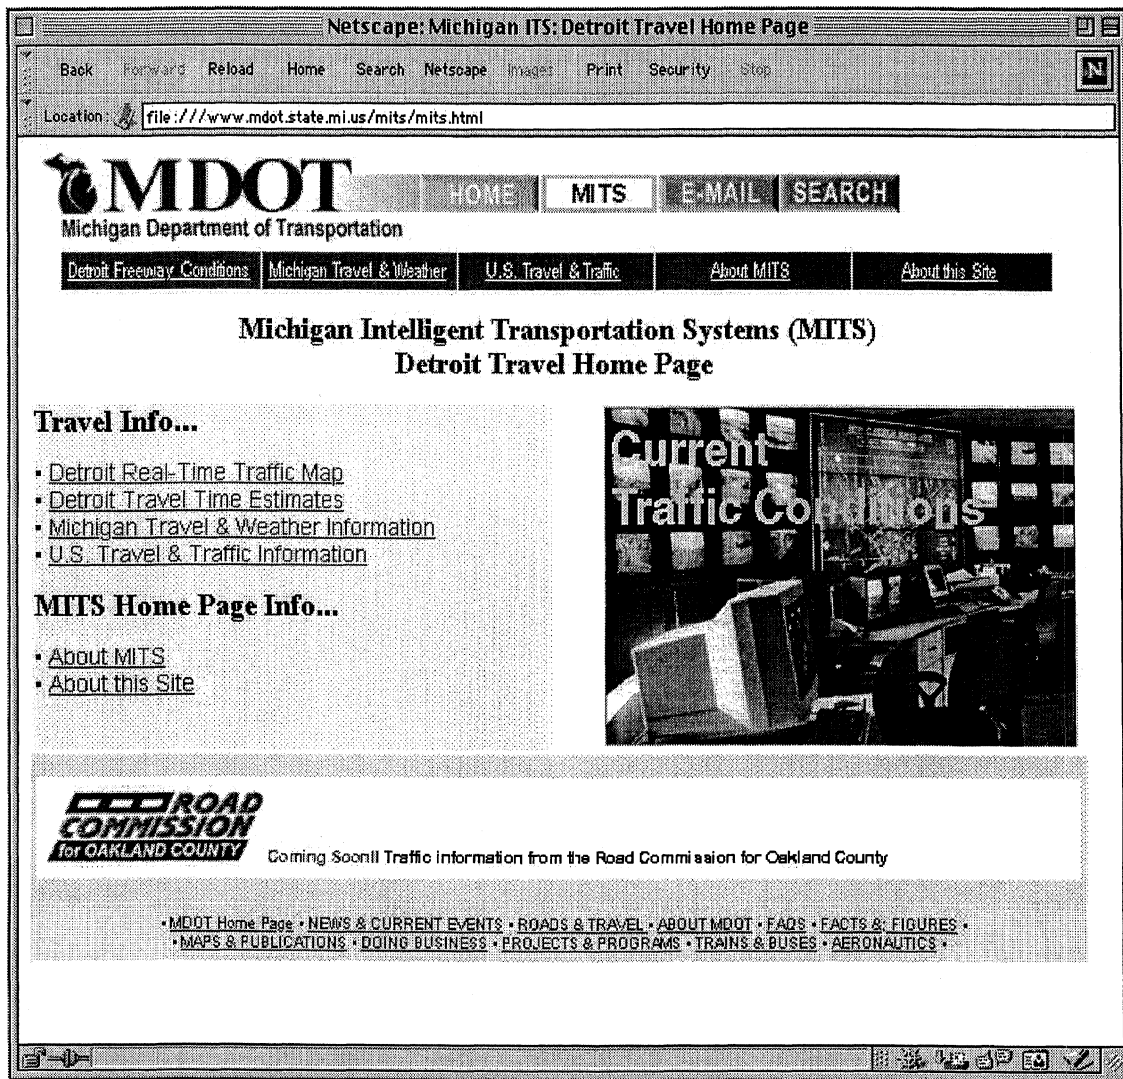 Netscape: Michigan ITS: Detroit Travel Home Page
Back Forward Reload Home Search Netscape Images Print Security Stop
N
Location: file:///www.mdot.state.mi.us/mits/mits.html
MDOT HOME MITS E-MAIL SEARCH
Michigan Department of Transportation
Detroit Freeway Conditions Michigan Travel & Weather U.S. Travel & Traffic About MITS About this Site
Michigan Intelligent Transportation Systems (MITS)
Detroit Travel Home Page
Travel Info...
▪ Detroit Real-Time Traffic Map
▪ Detroit Travel Time Estimates
▪ Michigan Travel & Weather Information
▪ U.S. Travel & Traffic Information
MITS Home Page Info...
▪ About MITS
▪ About this Site
Current
Traffic Conditions
ROAD
COMMISSION
for OAKLAND COUNTY
Coming Soon!! Traffic information from the Road Commission for Oakland County
• MDOT Home Page • NEWS & CURRENT EVENTS • ROADS & TRAVEL • ABOUT MDOT • FAQS • FACTS &; FIGURES •
• MAPS & PUBLICATIONS • DOING BUSINESS • PROJECTS & PROGRAMS • TRAINS & BUSES • AERONAUTICS •